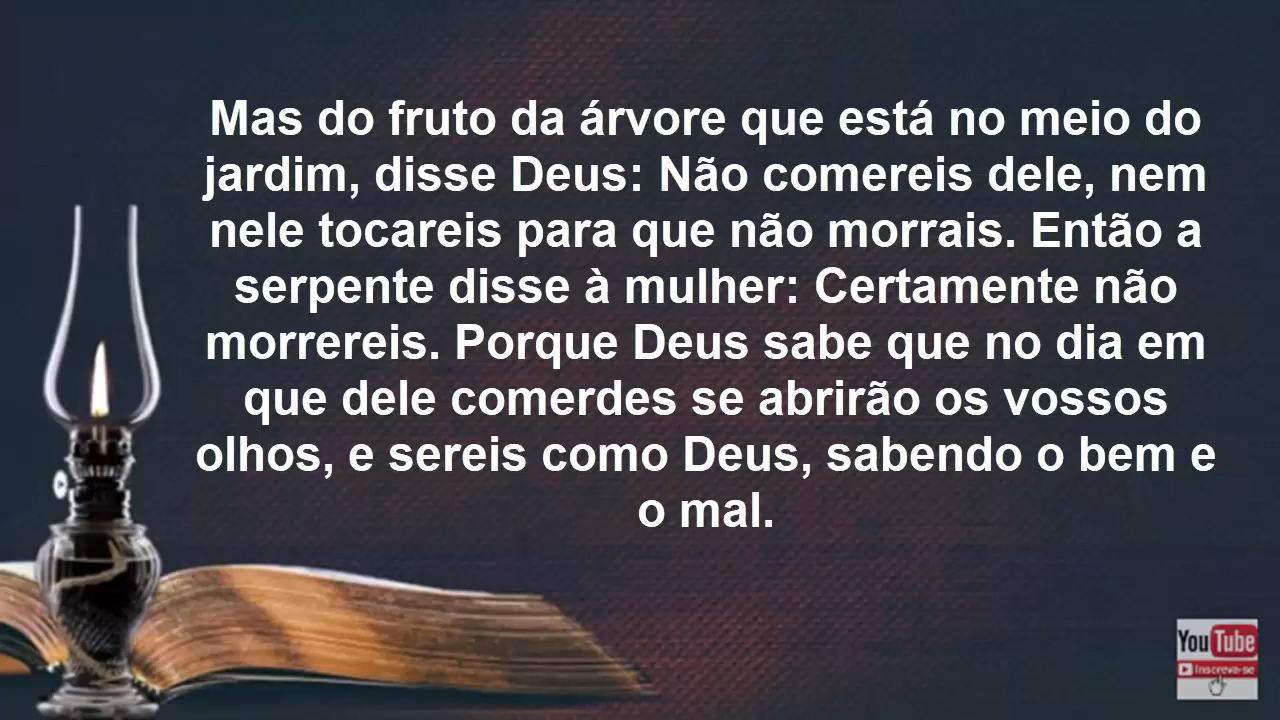 Mas do fruto da árvore que está no meio do
jardim, disse Deus: Não comereis dele, nem
nele tocareis para que não morrais. Então a
serpente disse à mulher: Certamente não
morrereis. Porque Deus sabe que no dia em
que dele comerdes se abrirão os vossos
olhos, e sereis como Deus, sabendo o bem e
o mal.
YouTube
Inscreva-se